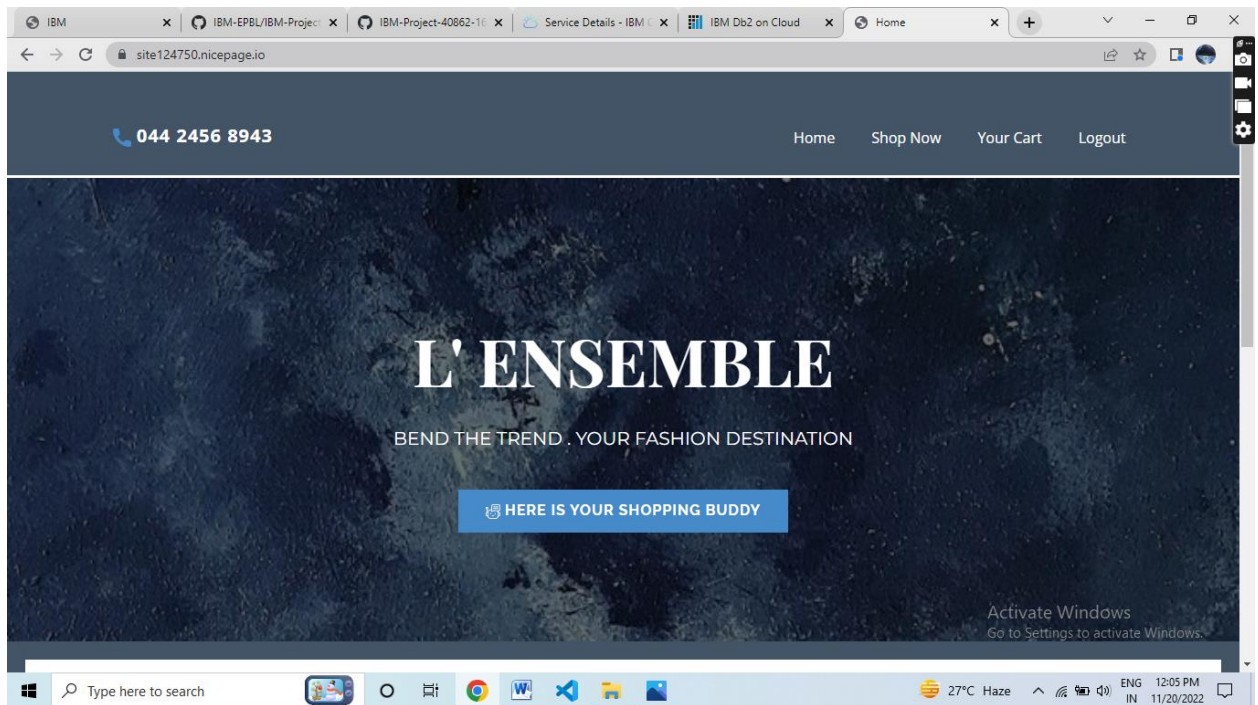 IBM
IBM-EPBL/IBM-Project
IBM-Project-40862-16
Service Details - IBM C
IBM Db2 on Cloud
Home
site124750.nicepage.io
044 2456 8943
Home Shop Now Your Cart Logout
L' ENSEMBLE
BEND THE TREND . YOUR FASHION DESTINATION
HERE IS YOUR SHOPPING BUDDY
Activate Windows
Go to Settings to activate Windows.
Type here to search
27°C Haze
ENG
IN
12:05 PM
11/20/2022